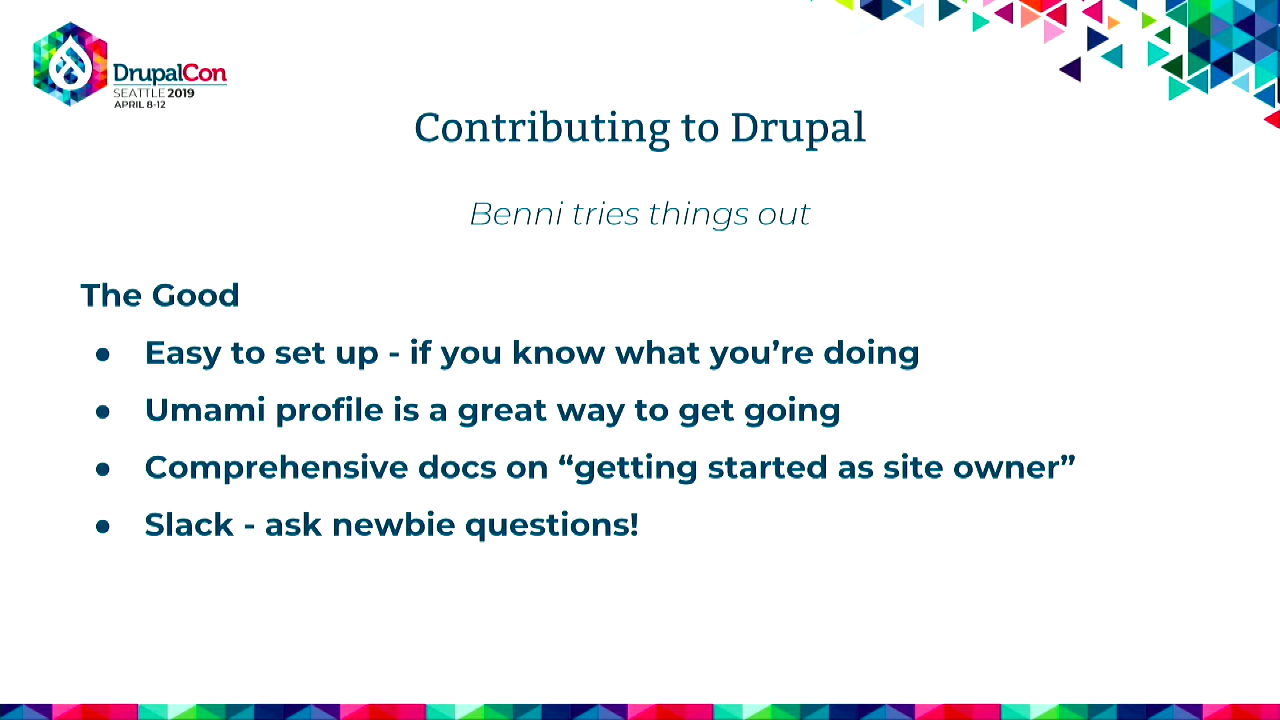 DrupalCon
SEATTLE 2019
APRIL 8-12
Contributing to Drupal
Benni tries things out
The Good
● Easy to set up - if you know what you’re doing
● Umami profile is a great way to get going
● Comprehensive docs on “getting started as site owner”
● Slack - ask newbie questions!